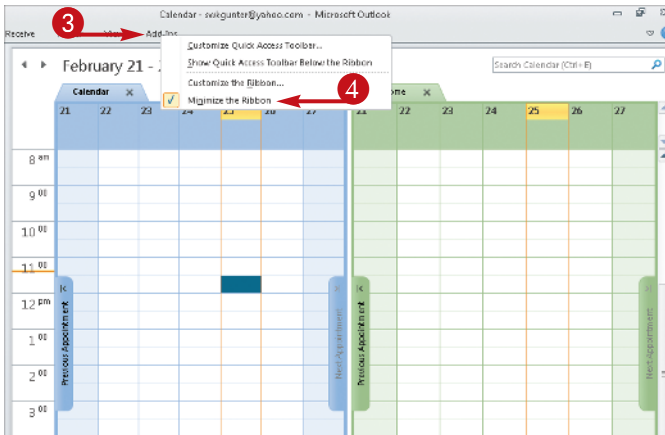 Calendar - swkgunter@yahoo.com - Microsoft Outlook
3
Receive View Add-Ins
Customize Quick Access Toolbar...
Show Quick Access Toolbar Below the Ribbon
Customize the Ribbon...
Minimize the Ribbon
4
February 21 -
Search Calendar (Ctrl+E)
Calendar
21 22 23 24 25 26 27 21 22 23 24 25 26 27
8 am
9 00
10 00
11 00
12 pm
1 00
2 00
3 00
Previous Appointment
Next Appointment
Previous Appointment
Next Appointment